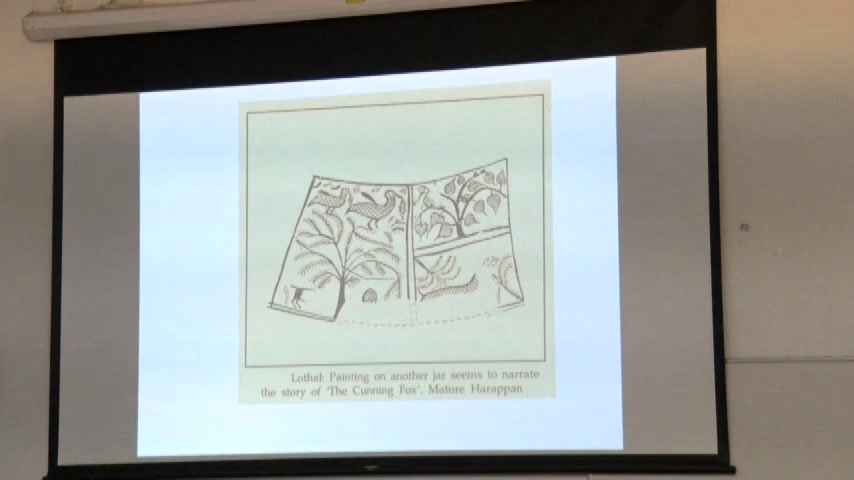 Lothal: Painting on another jar seems to narrate
the story of 'The Cunning Fox'. Mature Harappan